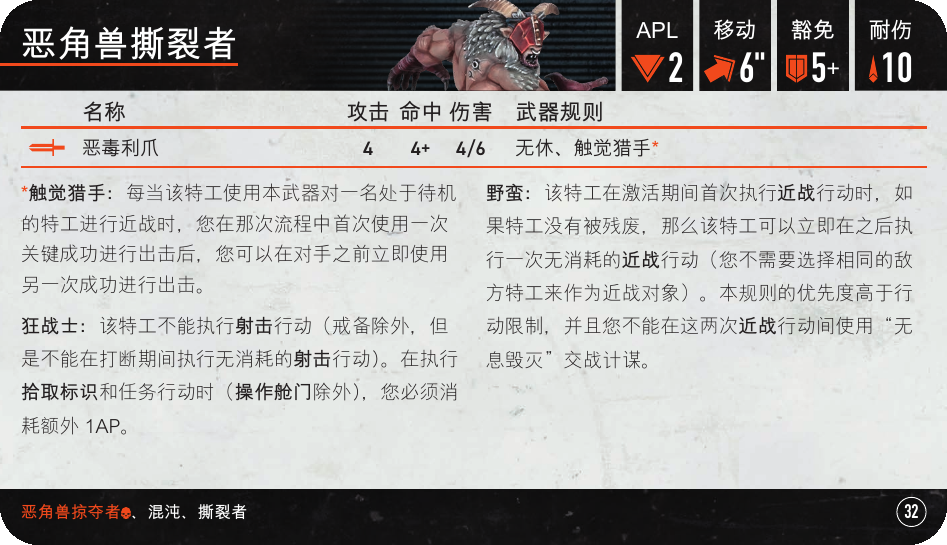 恶角兽撕裂者
APL 移动 豁免 耐伤
2 6" 5+ 10
名称 攻击 命中 伤害 武器规则
恶毒利爪 4 4+ 4/6 无休、触觉猎手*
*触觉猎手：每当该特工使用本武器对一名处于待机
的特工进行近战时，您在那次流程中首次使用一次
关键成功进行出击后，您可以在对手之前立即使用
另一次成功进行出击。
狂战士：该特工不能执行射击行动（戒备除外，但
是不能在打断期间执行无消耗的射击行动）。在执行
拾取标识和任务行动时（操作舱门除外），您必须消
耗额外 1AP。
野蛮：该特工在激活期间首次执行近战行动时，如
果特工没有被残废，那么该特工可以立即在之后执
行一次无消耗的近战行动（您不需要选择相同的敌
方特工来作为近战对象）。本规则的优先度高于行
动限制，并且您不能在这两次近战行动间使用“无
息毁灭”交战计谋。
恶角兽掠夺者、混沌、撕裂者
32